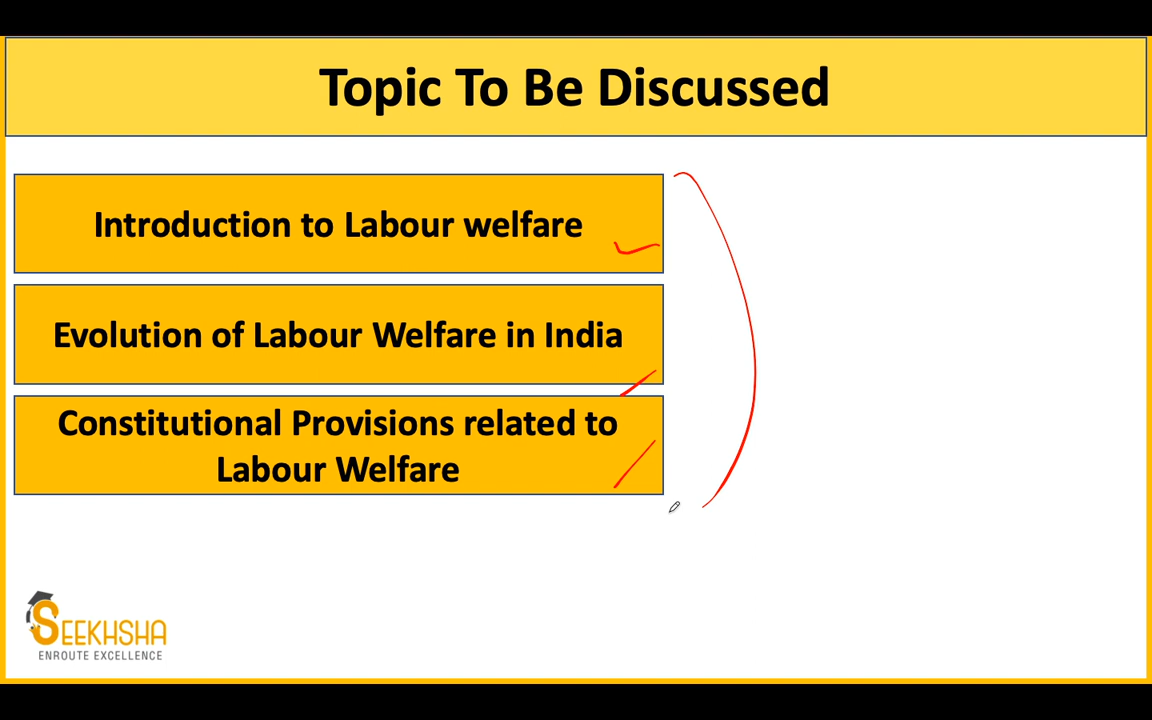 Topic To Be Discussed
Introduction to Labour welfare
Evolution of Labour Welfare in India
Constitutional Provisions related to
Labour Welfare
SEEKHSHA
ENROUTE EXCELLENCE